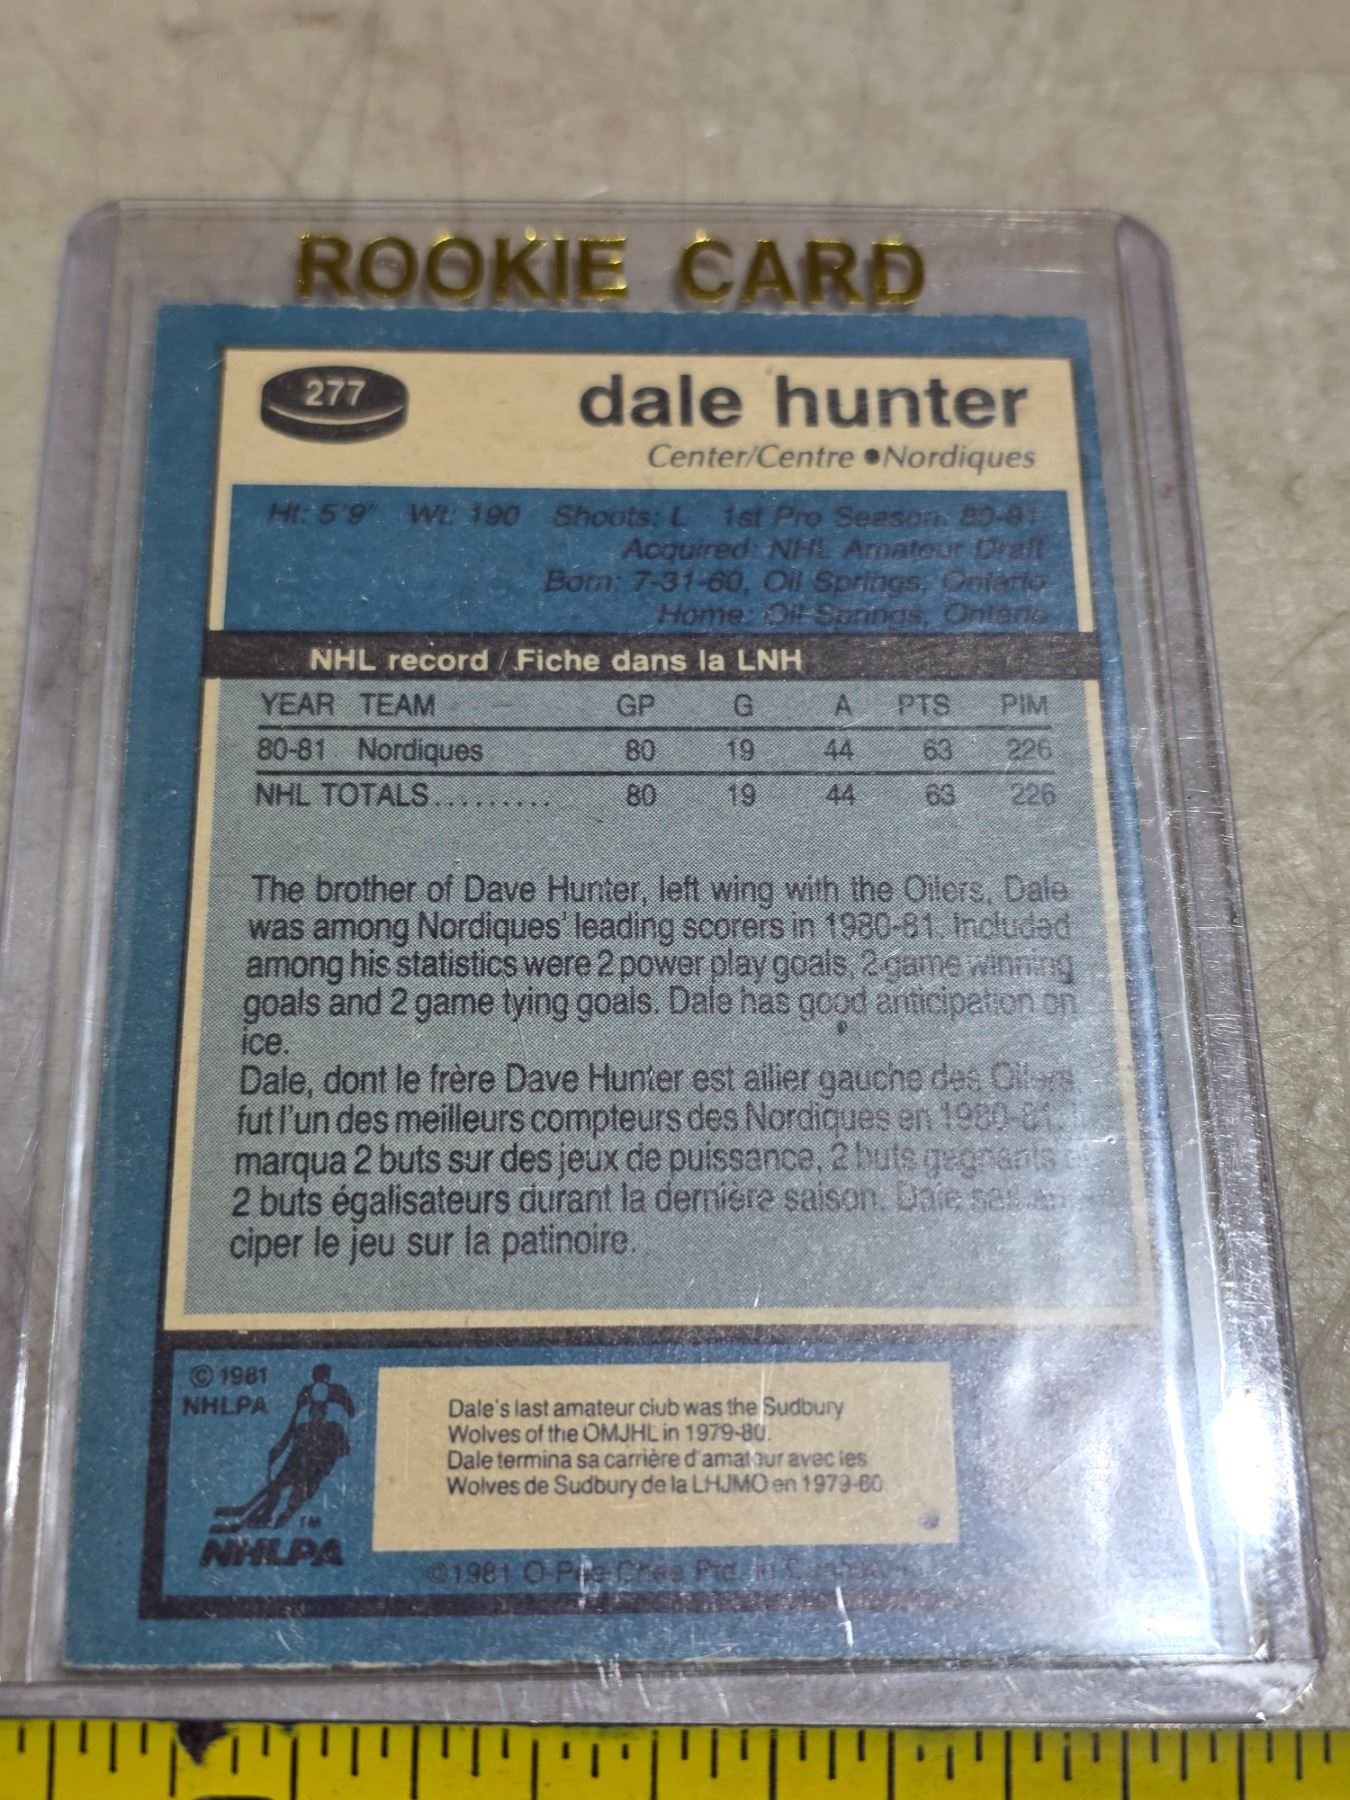 ROOKIE CARD
277
dale hunter
Center/Centre • Nordiques
Ht: 5'9" Wt: 190 Shoots: L 1st Pro Season: 80-81
Acquired: NHL Amateur Draft
Born: 7-31-60, Oil Springs, Ontario
Home: Oil Springs, Ontario
NHL record / Fiche dans la LNH
YEAR TEAM GP G A PTS PIM
80-81 Nordiques 80 19 44 63 226
NHL TOTALS......... 80 19 44 63 226
The brother of Dave Hunter, left wing with the Oilers, Dale
was among Nordiques' leading scorers in 1980-81. Included
among his statistics were 2 power play goals, 2 game winning
goals and 2 game tying goals. Dale has good anticipation on
ice.
Dale, dont le frère Dave Hunter est ailier gauche des Oilers
fut l'un des meilleurs compteurs des Nordiques en 1980-81.
marqua 2 buts sur des jeux de puissance, 2 buts gagnants
2 buts égalisateurs durant la dernière saison. Dale sait
ciper le jeu sur la patinoire.
© 1981
NHLPA
TM
NHLPA
Dale's last amateur club was the Sudbury
Wolves of the OMJHL in 1979-80.
Dale termina sa carrière d'amateur avec les
Wolves de Sudbury de la LHJMO en 1979-80
©1981 O-Pee-Chee Ptd. in